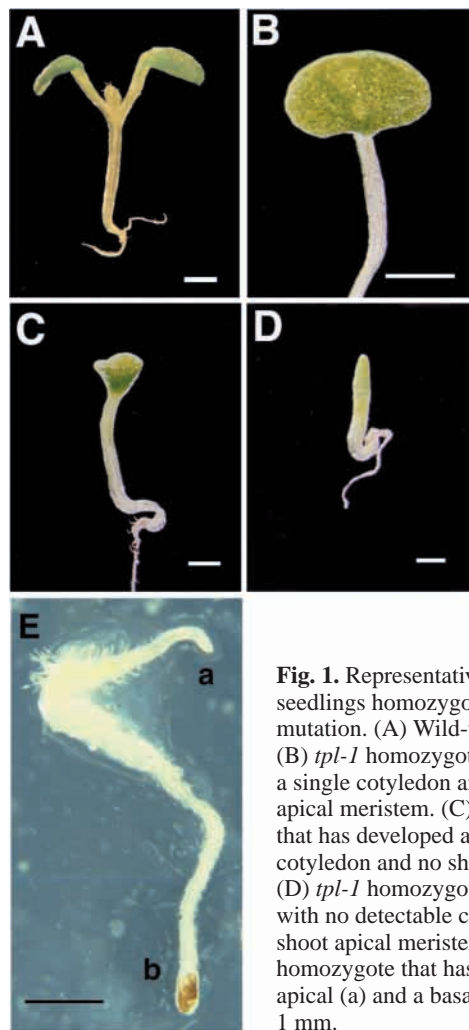 A
B
C
D
E
a
b
Fig. 1. Representativ
seedlings homozygo
mutation. (A) Wild-
(B) tpl-1 homozygot
a single cotyledon a
apical meristem. (C)
that has developed a
cotyledon and no sh
(D) tpl-1 homozygo
with no detectable c
shoot apical meriste
homozygote that has
apical (a) and a basa
1 mm.